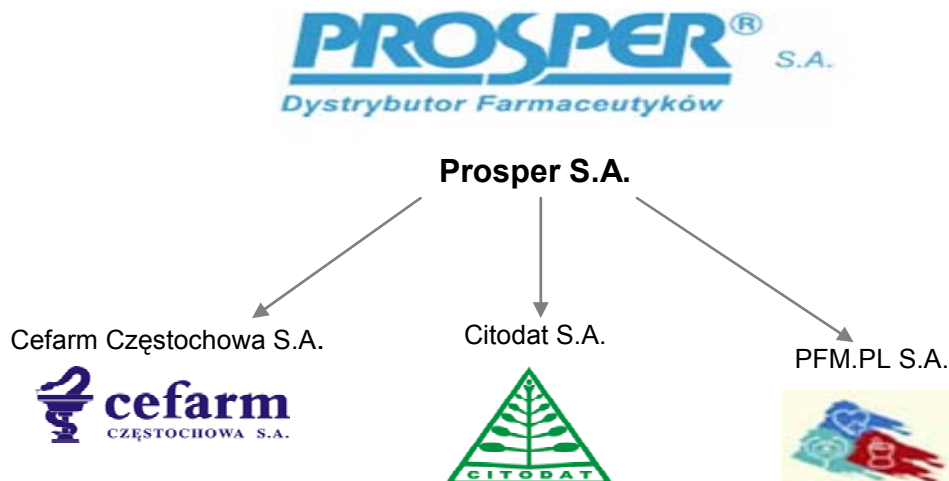 PROSPER® S.A.
Dystrybutor Farmaceutyków
Prosper S.A.
Cefarm Częstochowa S.A.
Citodat S.A.
PFM.PL S.A.
cefarm
CZĘSTOCHOWA S.A.
CITODAT